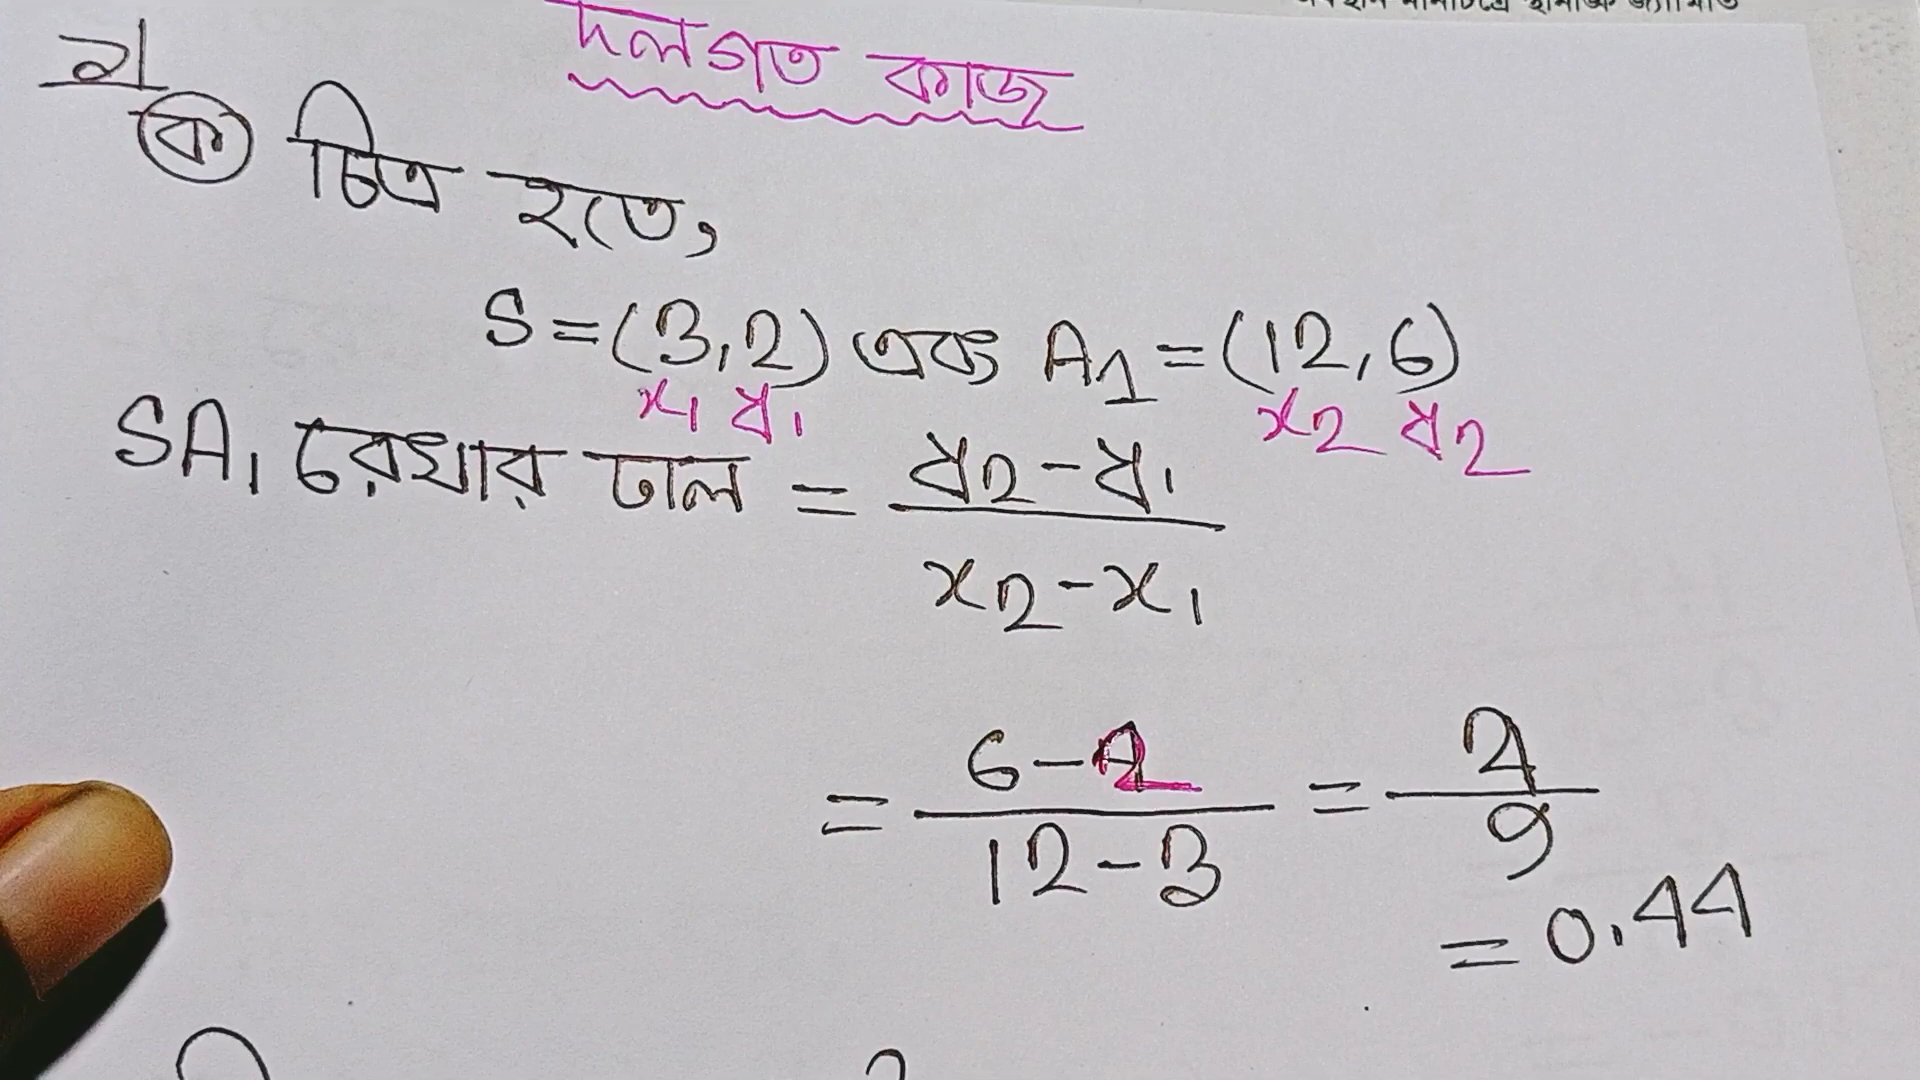 দলগত কাজ
১।
ক চিত্র হতে,
S = (3, 2) এবং A₁ = (12, 6)
x₁ y₁ x₂ y₂
SA₁ রেখার ঢাল = y₂ - y₁ / x₂ - x₁
= 6 - 2 / 12 - 3 = 4 / 9
= 0.44